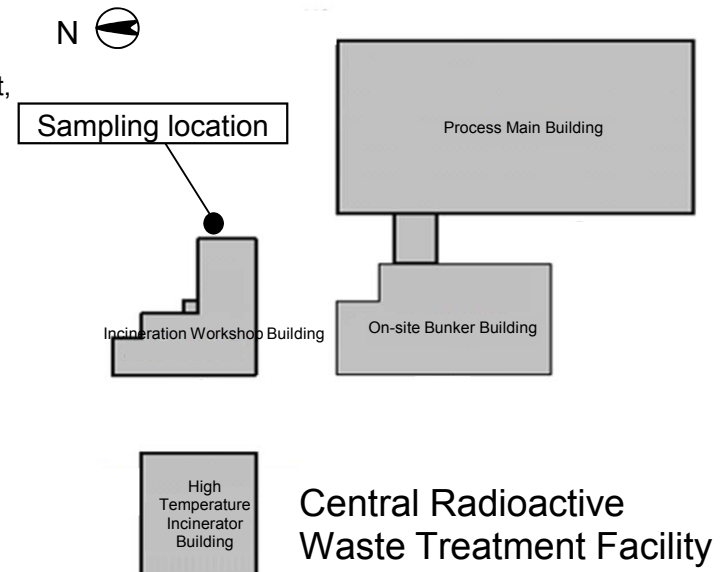 N
t,
Sampling location
Process Main Building
Incineration Workshop Building
On-site Bunker Building
High
Temperature
Incinerator
Building
Central Radioactive
Waste Treatment Facility